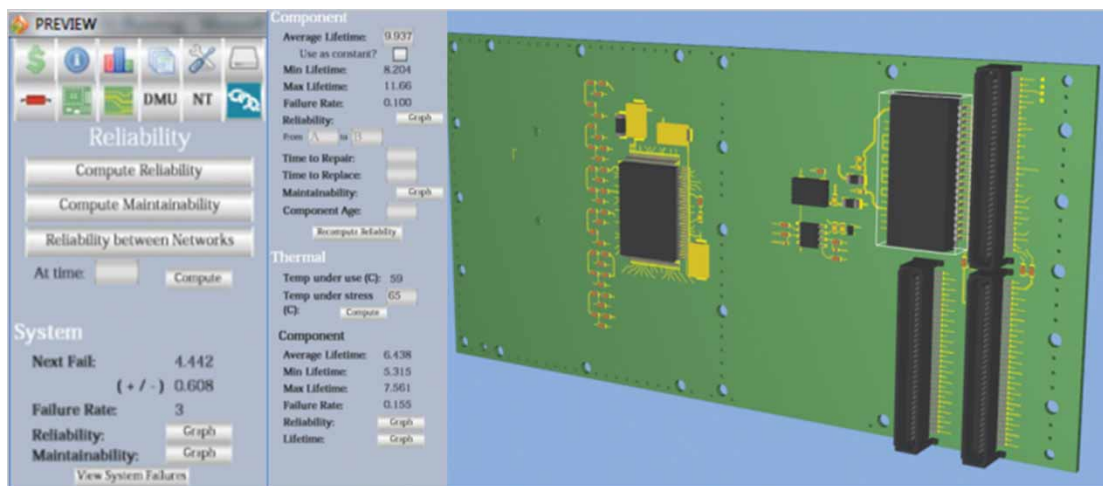 PREVIEW
DMU NT
Reliability
Compute Reliability
Compute Maintainability
Reliability between Networks
At time: Compute
System
Next Fail: 4.442
(+/-) 0.608
Failure Rate: 3
Reliability: Graph
Maintainability: Graph
View System Failures
Component
Average Lifetime: 9.937
Use as constant?
Min Lifetime: 8.204
Max Lifetime: 11.66
Failure Rate: 0.100
Reliability: Graph
From A to B
Time to Repair:
Time to Replace:
Maintainability: Graph
Component Age:
Recompute Reliability
Thermal
Temp under use (C): 59
Temp under stress 65
(C): Compute
Component
Average Lifetime: 6.438
Min Lifetime: 5.315
Max Lifetime: 7.561
Failure Rate: 0.155
Reliability: Graph
Lifetime: Graph